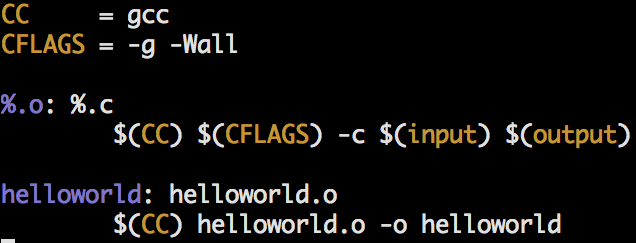 CC     = gcc
CFLAGS = -g -Wall
%.o: %.c
        $(CC) $(CFLAGS) -c $(input) $(output)
helloworld: helloworld.o
        $(CC) helloworld.o -o helloworld